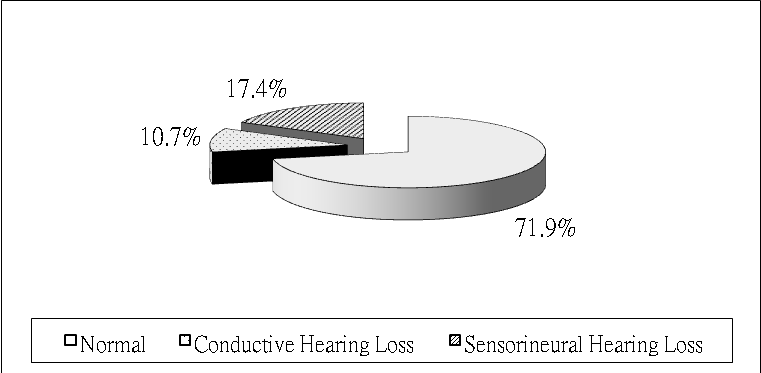 17.4%
10.7%
71.9%
Normal Conductive Hearing Loss Sensorineural Hearing Loss